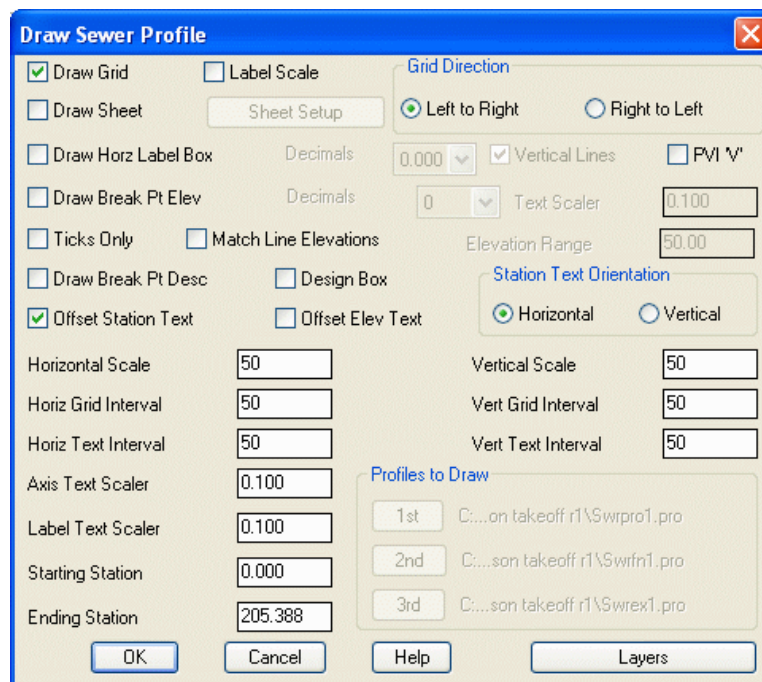 Draw Sewer Profile
Draw Grid Label Scale Grid Direction
Draw Sheet Sheet Setup Left to Right Right to Left
Draw Horz Label Box Decimals 0.000 Vertical Lines PVI 'V'
Draw Break Pt Elev Decimals 0 Text Scaler 0.100
Ticks Only Match Line Elevations Elevation Range 50.00
Draw Break Pt Desc Design Box Station Text Orientation
Offset Station Text Offset Elev Text Horizontal Vertical
Horizontal Scale 50 Vertical Scale 50
Horiz Grid Interval 50 Vert Grid Interval 50
Horiz Text Interval 50 Vert Text Interval 50
Axis Text Scaler 0.100 Profiles to Draw
Label Text Scaler 0.100 1st C:...on takeoff r1\Swrpro1.pro
Starting Station 0.000 2nd C:...son takeoff r1\Swrfn1.pro
Ending Station 205.388 3rd C:...son takeoff r1\Swrex1.pro
OK Cancel Help Layers